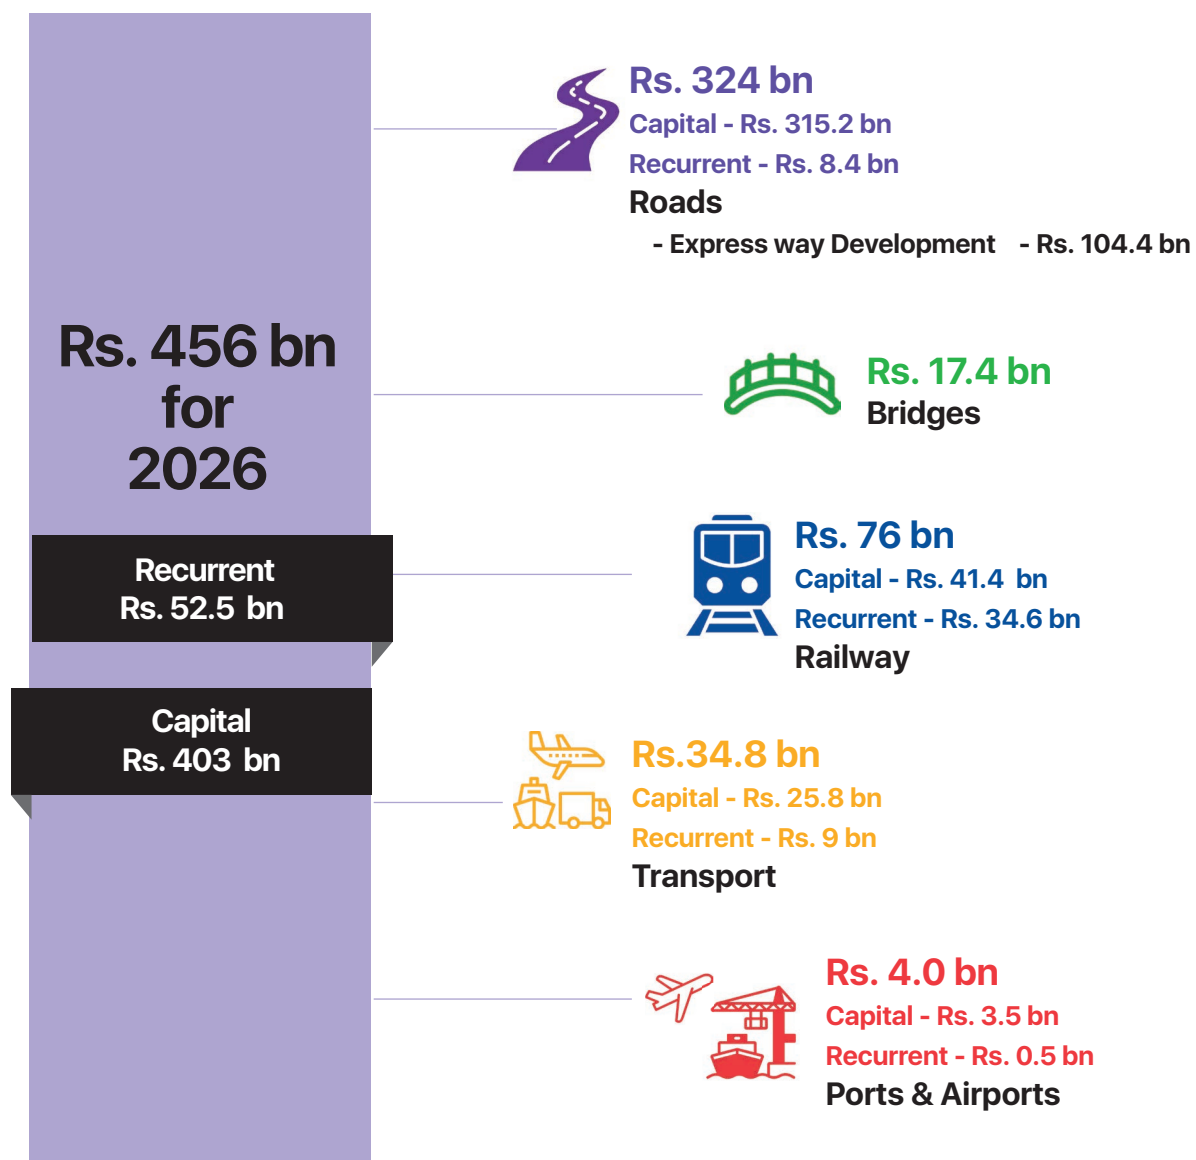 Rs. 456 bn
for
2026
Recurrent
Rs. 52.5 bn
Capital
Rs. 403 bn
Rs. 324 bn
Capital - Rs. 315.2 bn
Recurrent - Rs. 8.4 bn
Roads
- Express way Development - Rs. 104.4 bn
Rs. 17.4 bn
Bridges
Rs. 76 bn
Capital - Rs. 41.4 bn
Recurrent - Rs. 34.6 bn
Railway
Rs.34.8 bn
Capital - Rs. 25.8 bn
Recurrent - Rs. 9 bn
Transport
Rs. 4.0 bn
Capital - Rs. 3.5 bn
Recurrent - Rs. 0.5 bn
Ports & Airports